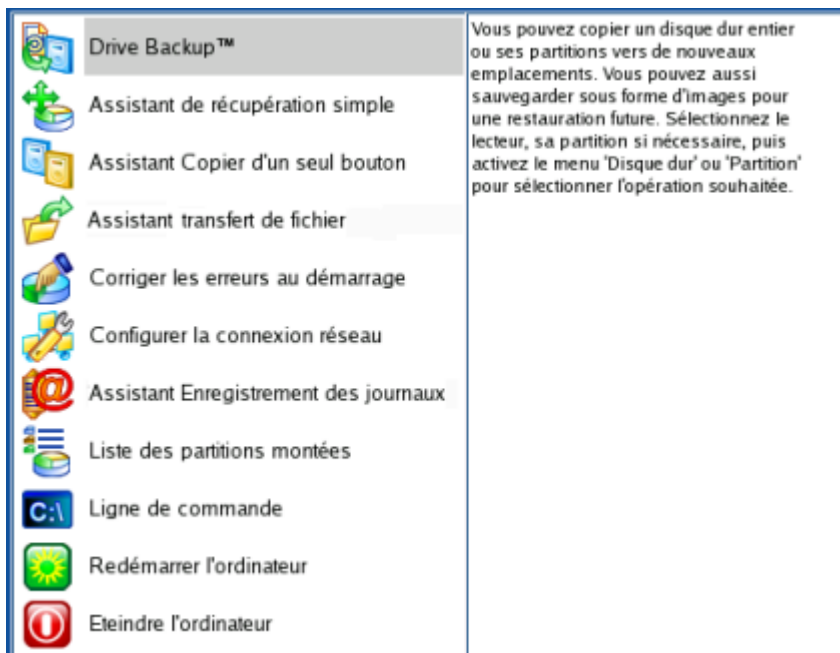 Drive Backup™
Assistant de récupération simple
Assistant Copier d'un seul bouton
Assistant transfert de fichier
Corriger les erreurs au démarrage
Configurer la connexion réseau
Assistant Enregistrement des journaux
Liste des partitions montées
C:\
Ligne de commande
Redémarrer l'ordinateur
Eteindre l'ordinateur
Vous pouvez copier un disque dur entier
ou ses partitions vers de nouveaux
emplacements. Vous pouvez aussi
sauvegarder sous forme d'images pour
une restauration future. Sélectionnez le
lecteur, sa partition si nécessaire, puis
activez le menu 'Disque dur' ou 'Partition'
pour sélectionner l'opération souhaitée.